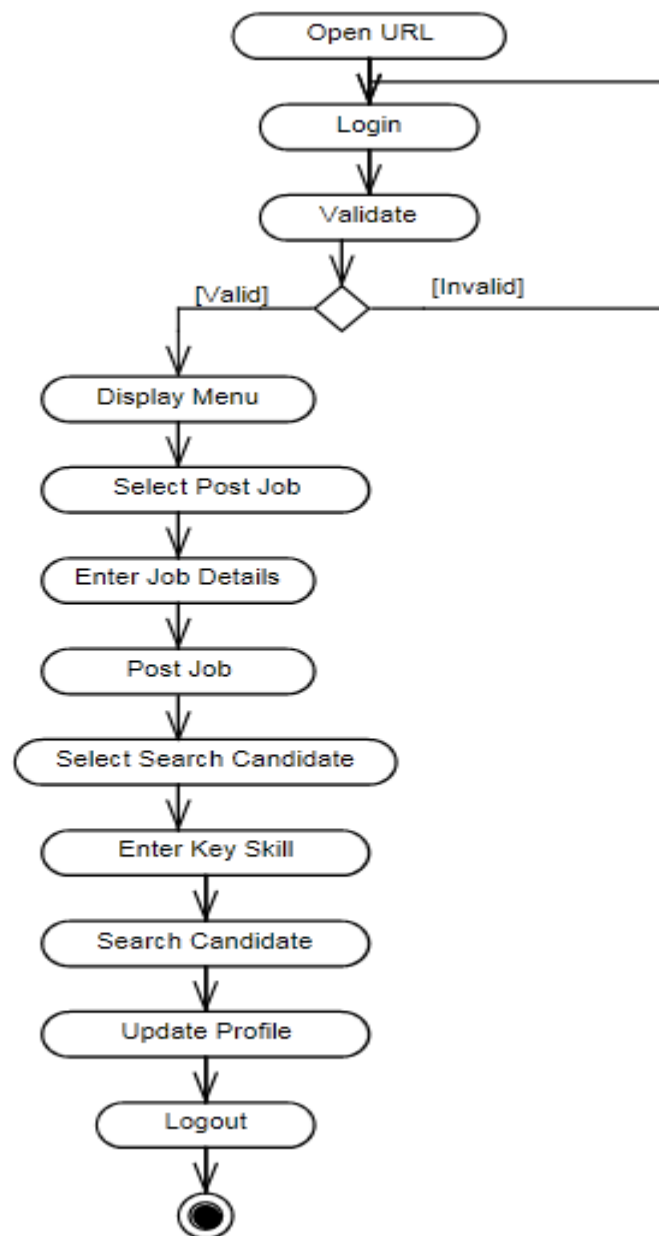 Open URL
Login
Validate
[Valid]
[Invalid]
Display Menu
Select Post Job
Enter Job Details
Post Job
Select Search Candidate
Enter Key Skill
Search Candidate
Update Profile
Logout